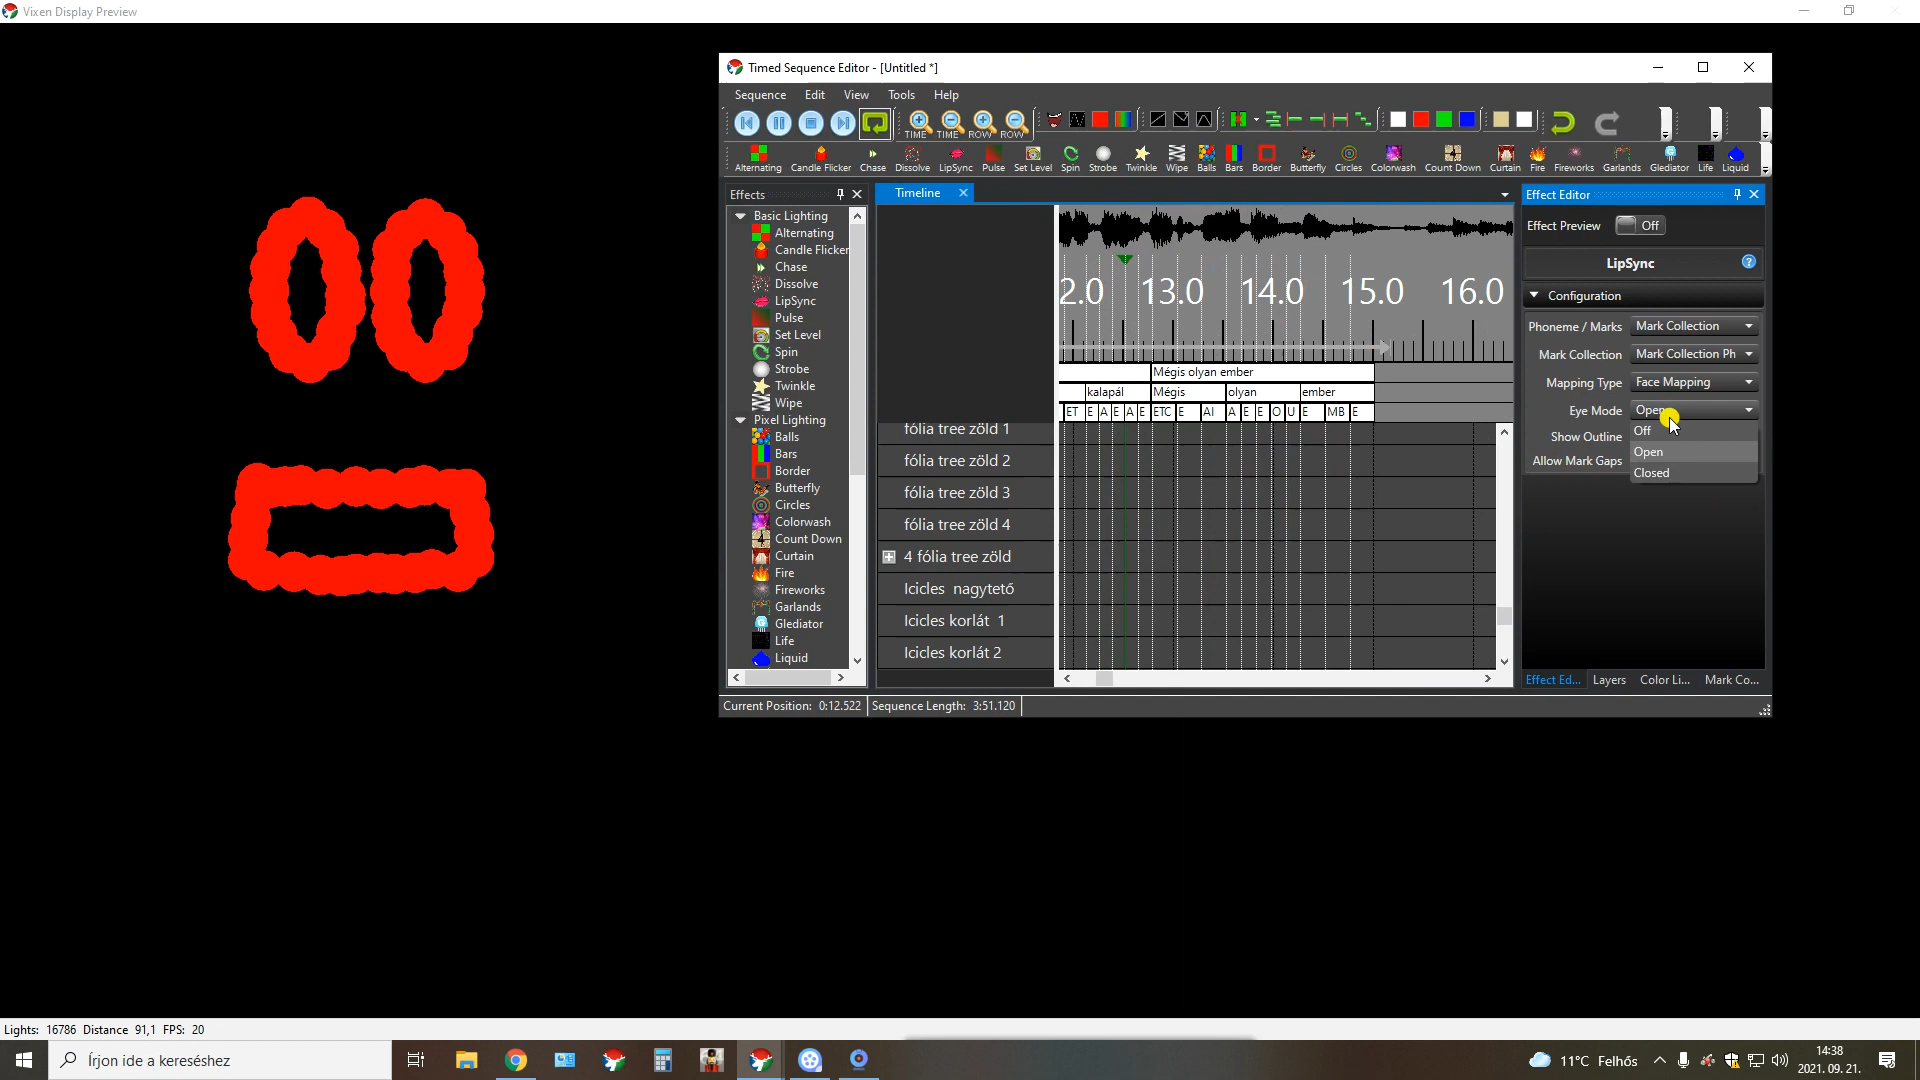 Vixen Display Preview
Timed Sequence Editor - [Untitled *]
Sequence Edit View Tools Help
TIME TIME ROW ROW
Alternating Candle Flicker Chase Dissolve LipSync Pulse Set Level Spin Strobe Twinkle Wipe Balls Bars Border Butterfly Circles Colorwash Count Down Curtain Fire Fireworks Garlands Glediator Life Liquid
Effects
Basic Lighting
Alternating
Candle Flicker
Chase
Dissolve
LipSync
Pulse
Set Level
Spin
Strobe
Twinkle
Wipe
Pixel Lighting
Balls
Bars
Border
Butterfly
Circles
Colorwash
Count Down
Curtain
Fire
Fireworks
Garlands
Glediator
Life
Liquid
Timeline
2.0 13.0 14.0 15.0 16.0
Mégis olyan ember
kalapál Mégis olyan ember
ET E A E A E ETC E AI A E E O U E MB E
fólia tree zöld 1
fólia tree zöld 2
fólia tree zöld 3
fólia tree zöld 4
4 fólia tree zöld
Icicles nagytető
Icicles korlát 1
Icicles korlát 2
Effect Editor
Effect Preview Off
LipSync
Configuration
Phoneme / Marks Mark Collection
Mark Collection Mark Collection Ph
Mapping Type Face Mapping
Eye Mode Open
Off
Show Outline
Open
Allow Mark Gaps
Closed
Effect Ed... Layers Color Li... Mark Co...
Current Position: 0:12.522 Sequence Length: 3:51.120
Lights: 16786 Distance 91,1 FPS: 20
Írjon ide a kereséshez
11°C Felhős
14:38
2021. 09. 21.